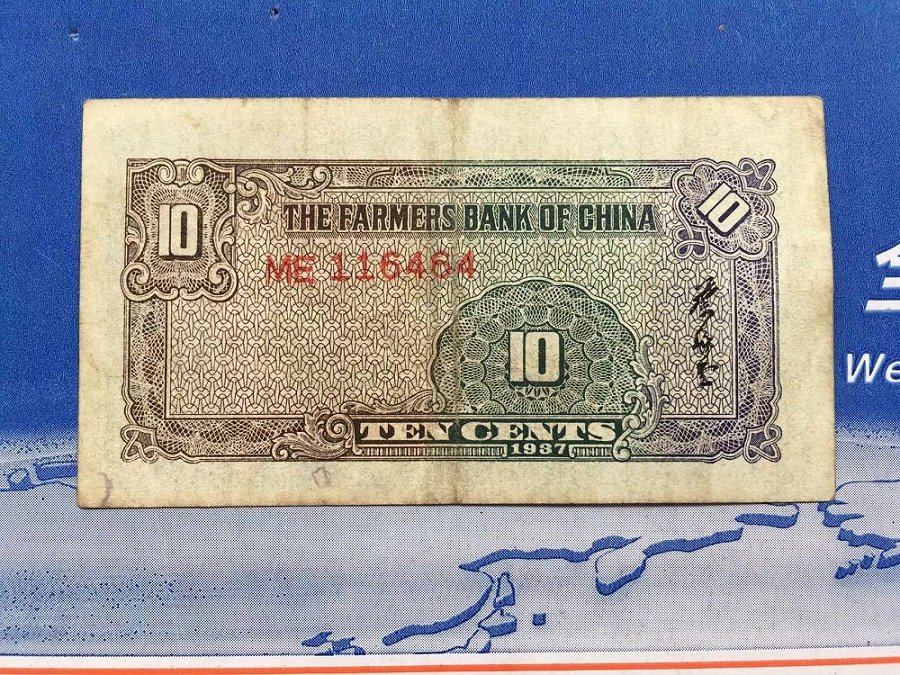 10
THE FARMERS BANK OF CHINA
10
ME 116464
10
TEN CENTS
1937
We